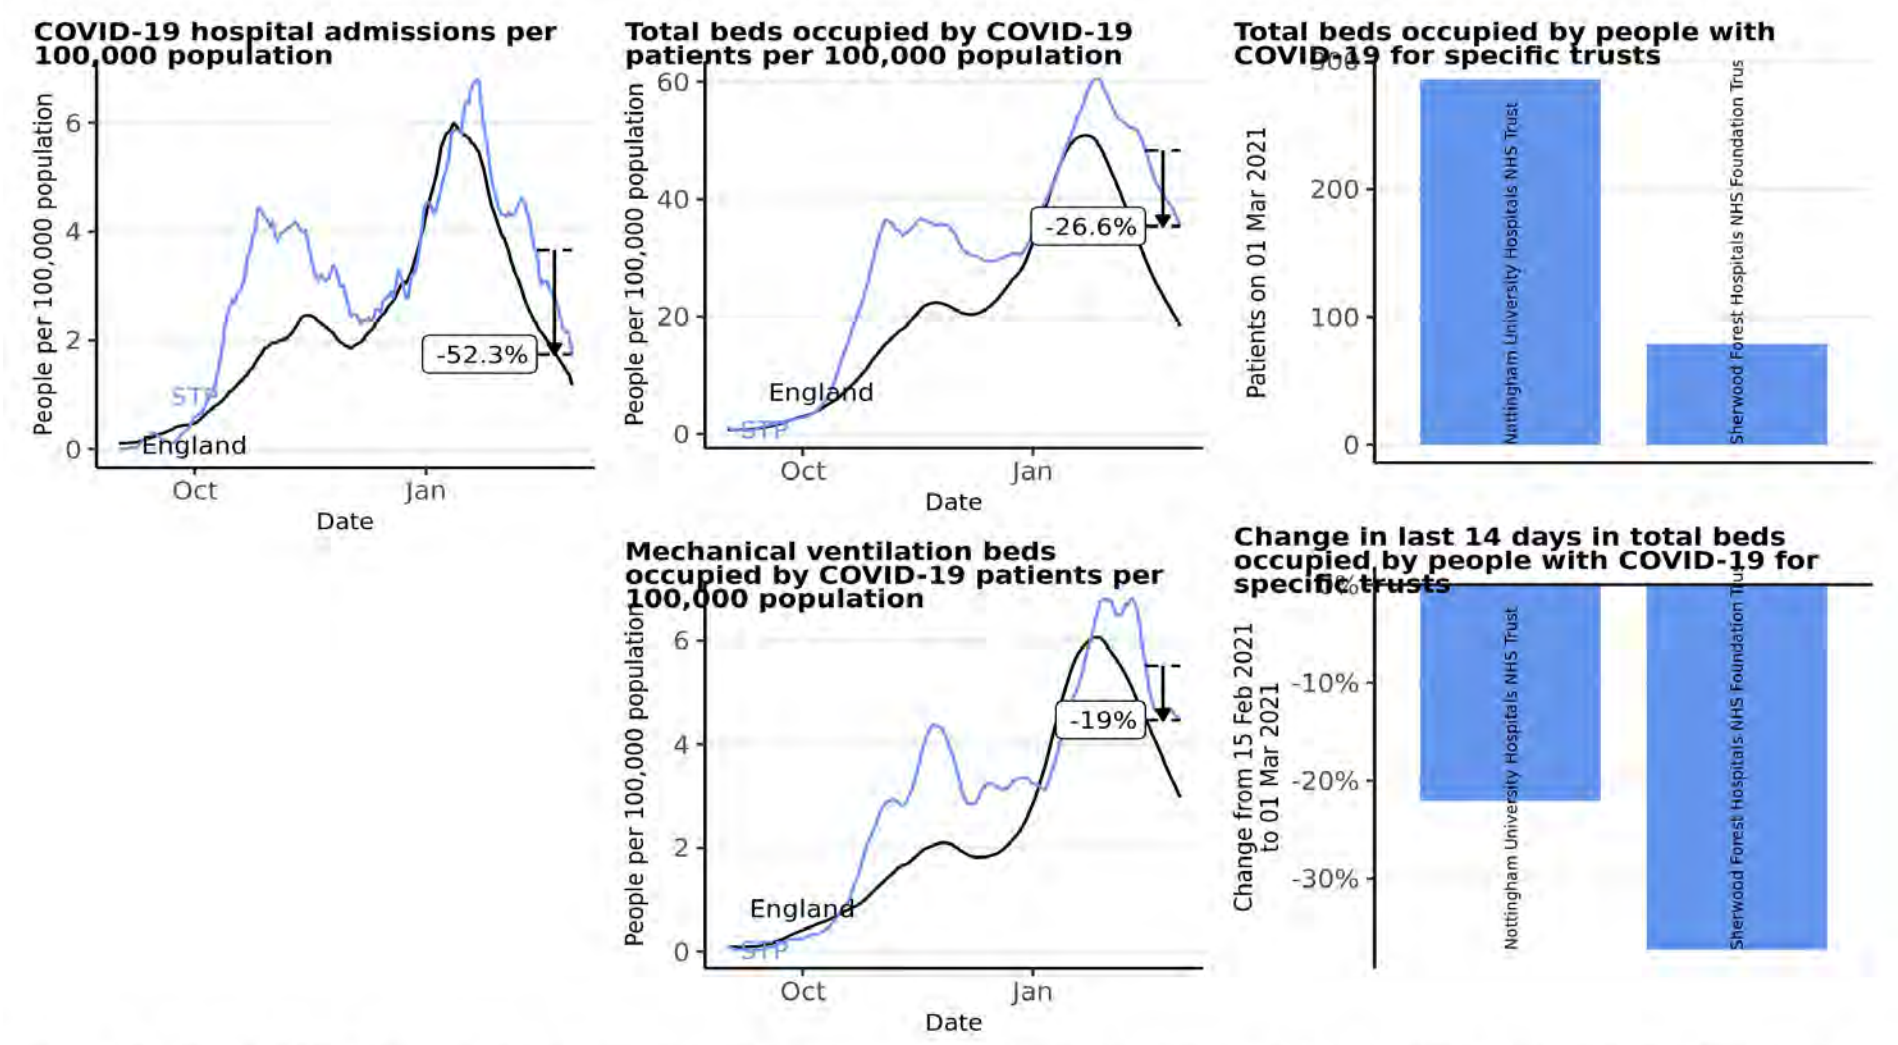 COVID-19 hospital admissions per
100,000 population
People per 100,000 population
6
4
2
0
STP
England
-52.3%
Oct
Jan
Date
Total beds occupied by COVID-19
patients per 100,000 population
People per 100,000 population
60
40
20
0
England
STP
-26.6%
Oct
Jan
Date
Total beds occupied by people with
COVID-19 for specific trusts
Patients on 01 Mar 2021
300
200
100
0
Nottingham University Hospitals NHS Trust
Sherwood Forest Hospitals NHS Foundation Trus
Mechanical ventilation beds
occupied by COVID-19 patients per
100,000 population
People per 100,000 population
6
4
2
0
England
STP
-19%
Oct
Jan
Date
Change in last 14 days in total beds
occupied by people with COVID-19 for
specific trusts
Change from 15 Feb 2021
to 01 Mar 2021
0%
-10%
-20%
-30%
Nottingham University Hospitals NHS Trust
Sherwood Forest Hospitals NHS Foundation Trus